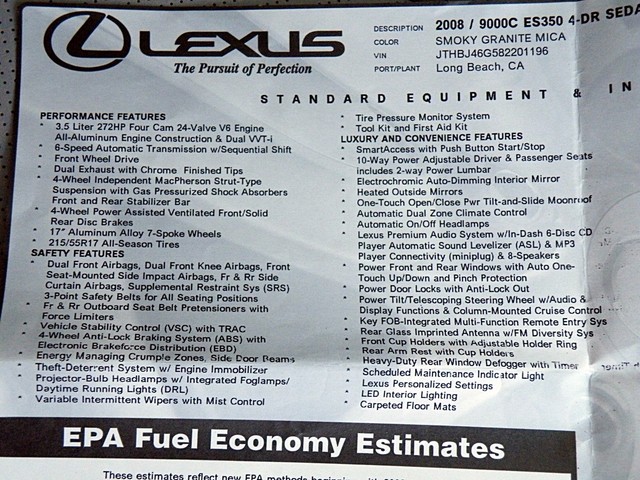 LEXUS
The Pursuit of Perfection
DESCRIPTION 2008 / 9000C ES350 4-DR SEDA
COLOR SMOKY GRANITE MICA
VIN JTHBJ46G582201196
PORT/PLANT Long Beach, CA
STANDARD EQUIPMENT & IN
PERFORMANCE FEATURES
* 3.5 Liter 272HP Four Cam 24-Valve V6 Engine
All-Aluminum Engine Construction & Dual VVT-i
* 6-Speed Automatic Transmission w/Sequential Shift
* Front Wheel Drive
* Dual Exhaust with Chrome Finished Tips
* 4-Wheel Independent MacPherson Strut-Type
Suspension with Gas Pressurized Shock Absorbers
Front and Rear Stabilizer Bar
* 4-Wheel Power Assisted Ventilated Front/Solid
Rear Disc Brakes
* 17" Aluminum Alloy 7-Spoke Wheels
* 215/55R17 All-Season Tires
SAFETY FEATURES
* Dual Front Airbags, Dual Front Knee Airbags, Front
Seat-Mounted Side Impact Airbags, Fr & Rr Side
Curtain Airbags, Supplemental Restraint Sys (SRS)
* 3-Point Safety Belts for All Seating Positions
* Fr & Rr Outboard Seat Belt Pretensioners with
Force Limiters
* Vehicle Stability Control (VSC) with TRAC
* 4-Wheel Anti-Lock Braking System (ABS) with
Electronic Brakeforce Distribution (EBD)
* Energy Managing Crumple Zones, Side Door Beams
* Theft-Deterrent System w/ Engine Immobilizer
* Projector-Bulb Headlamps w/ Integrated Foglamps/
Daytime Running Lights (DRL)
* Variable Intermittent Wipers with Mist Control
* Tire Pressure Monitor System
* Tool Kit and First Aid Kit
LUXURY AND CONVENIENCE FEATURES
* SmartAccess with Push Button Start/Stop
* 10-Way Power Adjustable Driver & Passenger Seats
includes 2-way Power Lumbar
* Electrochromic Auto-Dimming Interior Mirror
* Heated Outside Mirrors
* One-Touch Open/Close Pwr Tilt-and-Slide Moonroof
* Automatic Dual Zone Climate Control
* Automatic On/Off Headlamps
* Lexus Premium Audio System w/In-Dash 6-Disc CD
Player Automatic Sound Levelizer (ASL) & MP3
Player Connectivity (miniplug) & 8-Speakers
* Power Front and Rear Windows with Auto One-
Touch Up/Down and Pinch Protection
* Power Door Locks with Anti-Lock Out
* Power Tilt/Telescoping Steering Wheel w/Audio &
Display Functions & Column-Mounted Cruise Control
* Key FOB-Integrated Multi-Function Remote Entry Sys
* Rear Glass Imprinted Antenna w/FM Diversity Sys
* Front Cup Holders with Adjustable Holder Ring
* Rear Arm Rest with Cup Holders
* Heavy-Duty Rear Window Defogger with Timer
* Scheduled Maintenance Indicator Light
* Lexus Personalized Settings
* LED Interior Lighting
* Carpeted Floor Mats
EPA Fuel Economy Estimates
These estimates reflect new EPA methods